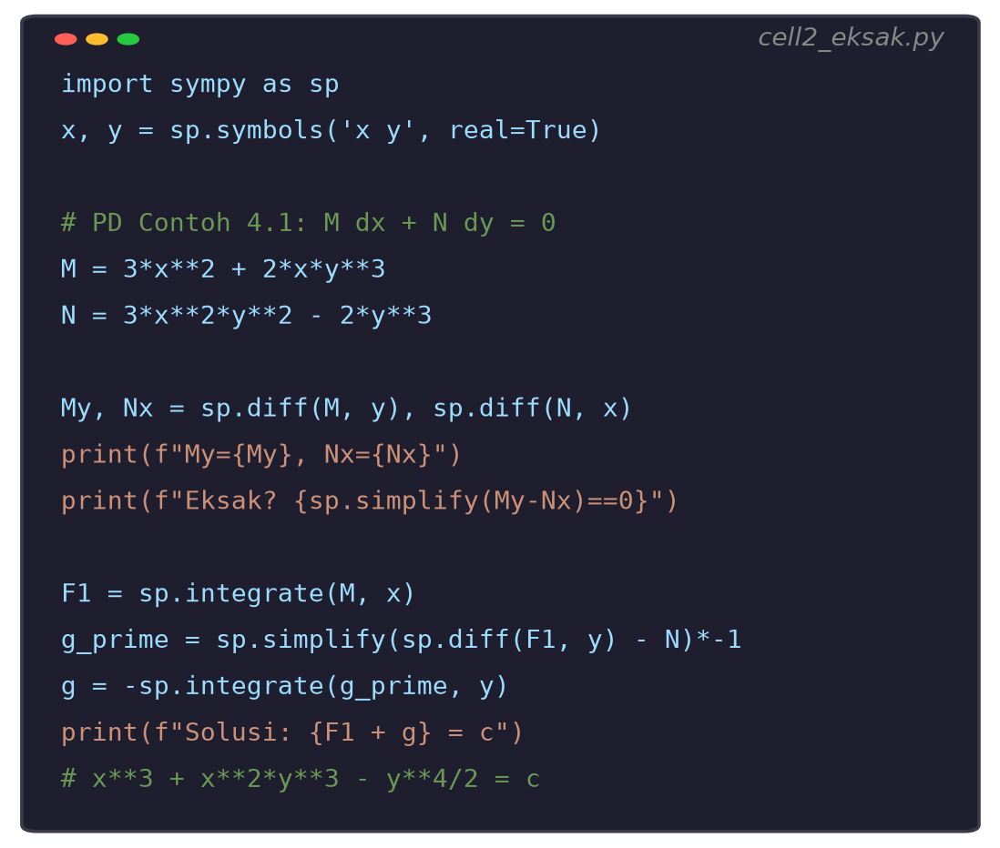 cell2_eksak.py
import sympy as sp
x, y = sp.symbols('x y', real=True)
# PD Contoh 4.1: M dx + N dy = 0
M = 3*x**2 + 2*x*y**3
N = 3*x**2*y**2 - 2*y**3
My, Nx = sp.diff(M, y), sp.diff(N, x)
print(f"My={My}, Nx={Nx}")
print(f"Eksak? {sp.simplify(My-Nx)==0}")
F1 = sp.integrate(M, x)
g_prime = sp.simplify(sp.diff(F1, y) - N)*-1
g = -sp.integrate(g_prime, y)
print(f"Solusi: {F1 + g} = c")
# x**3 + x**2*y**3 - y**4/2 = c